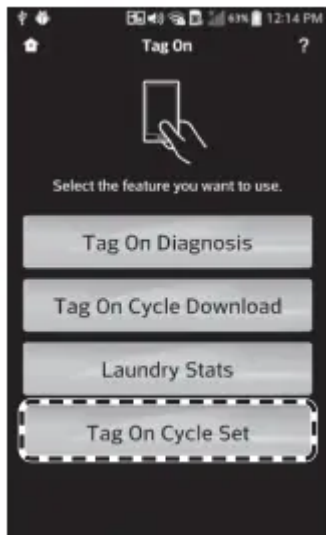 63% 12:14 PM
Tag On ?
Select the feature you want to use.
Tag On Diagnosis
Tag On Cycle Download
Laundry Stats
Tag On Cycle Set